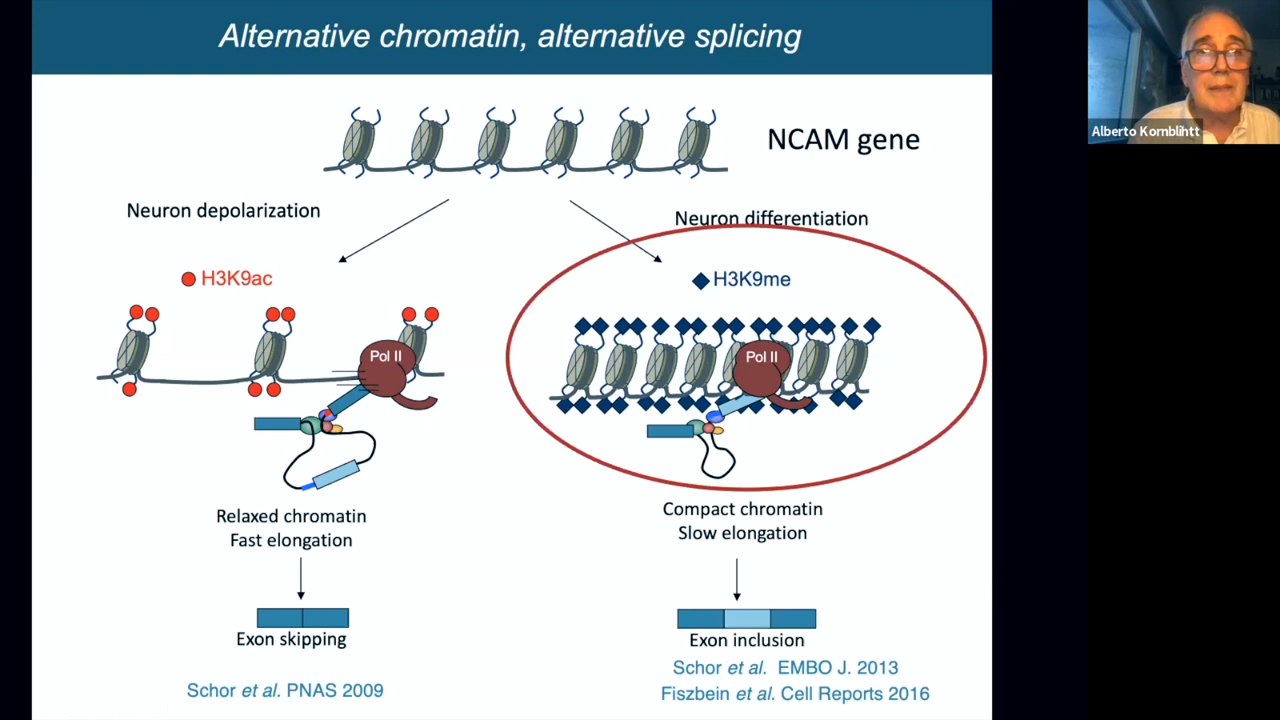 Alternative chromatin, alternative splicing
Alberto Kornblihtt
NCAM gene
Neuron depolarization
Neuron differentiation
H3K9ac
H3K9me
Pol II
Pol II
Relaxed chromatin
Fast elongation
Compact chromatin
Slow elongation
Exon skipping
Exon inclusion
Schor et al. PNAS 2009
Schor et al. EMBO J. 2013
Fiszbein et al. Cell Reports 2016